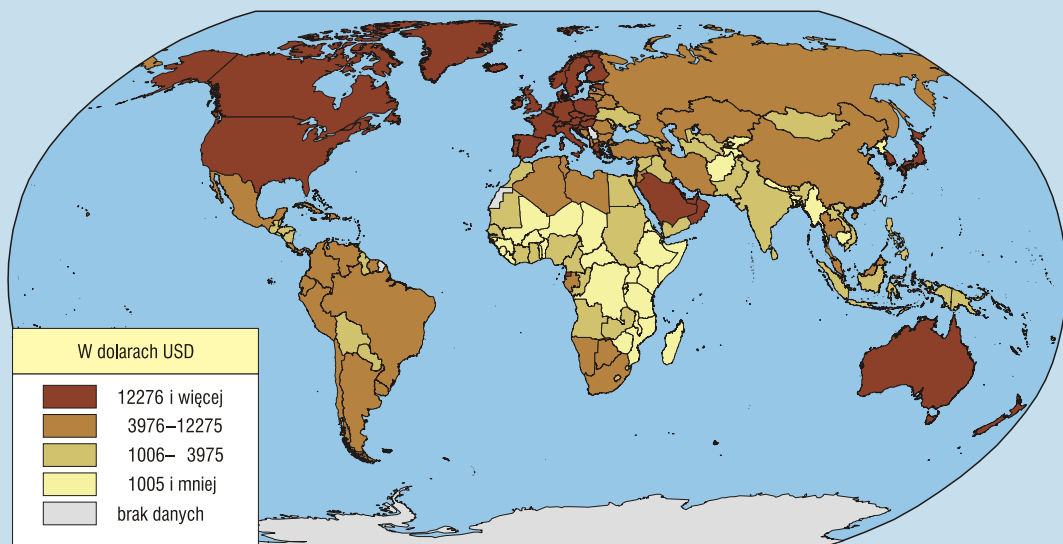 W dolarach USD
12276 i więcej
3976–12275
1006– 3975
1005 i mniej
brak danych